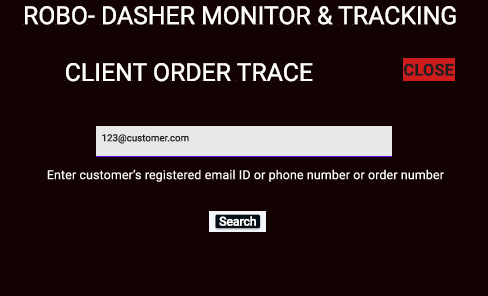 ROBO- DASHER MONITOR & TRACKING
CLIENT ORDER TRACE
CLOSE
123@customer.com
Enter customer's registered email ID or phone number or order number
Search